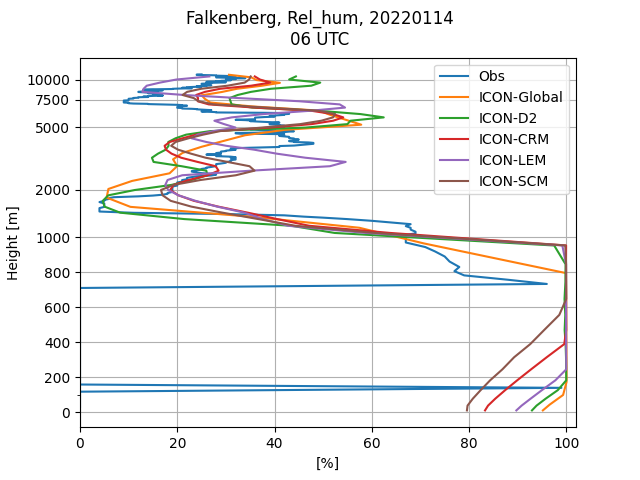 Falkenberg, Rel_hum, 20220114
06 UTC
Height [m]
10000
7500
5000
2000
1000
800
600
400
200
0
Obs
ICON-Global
ICON-D2
ICON-CRM
ICON-LEM
ICON-SCM
0 20 40 60 80 100
[%]